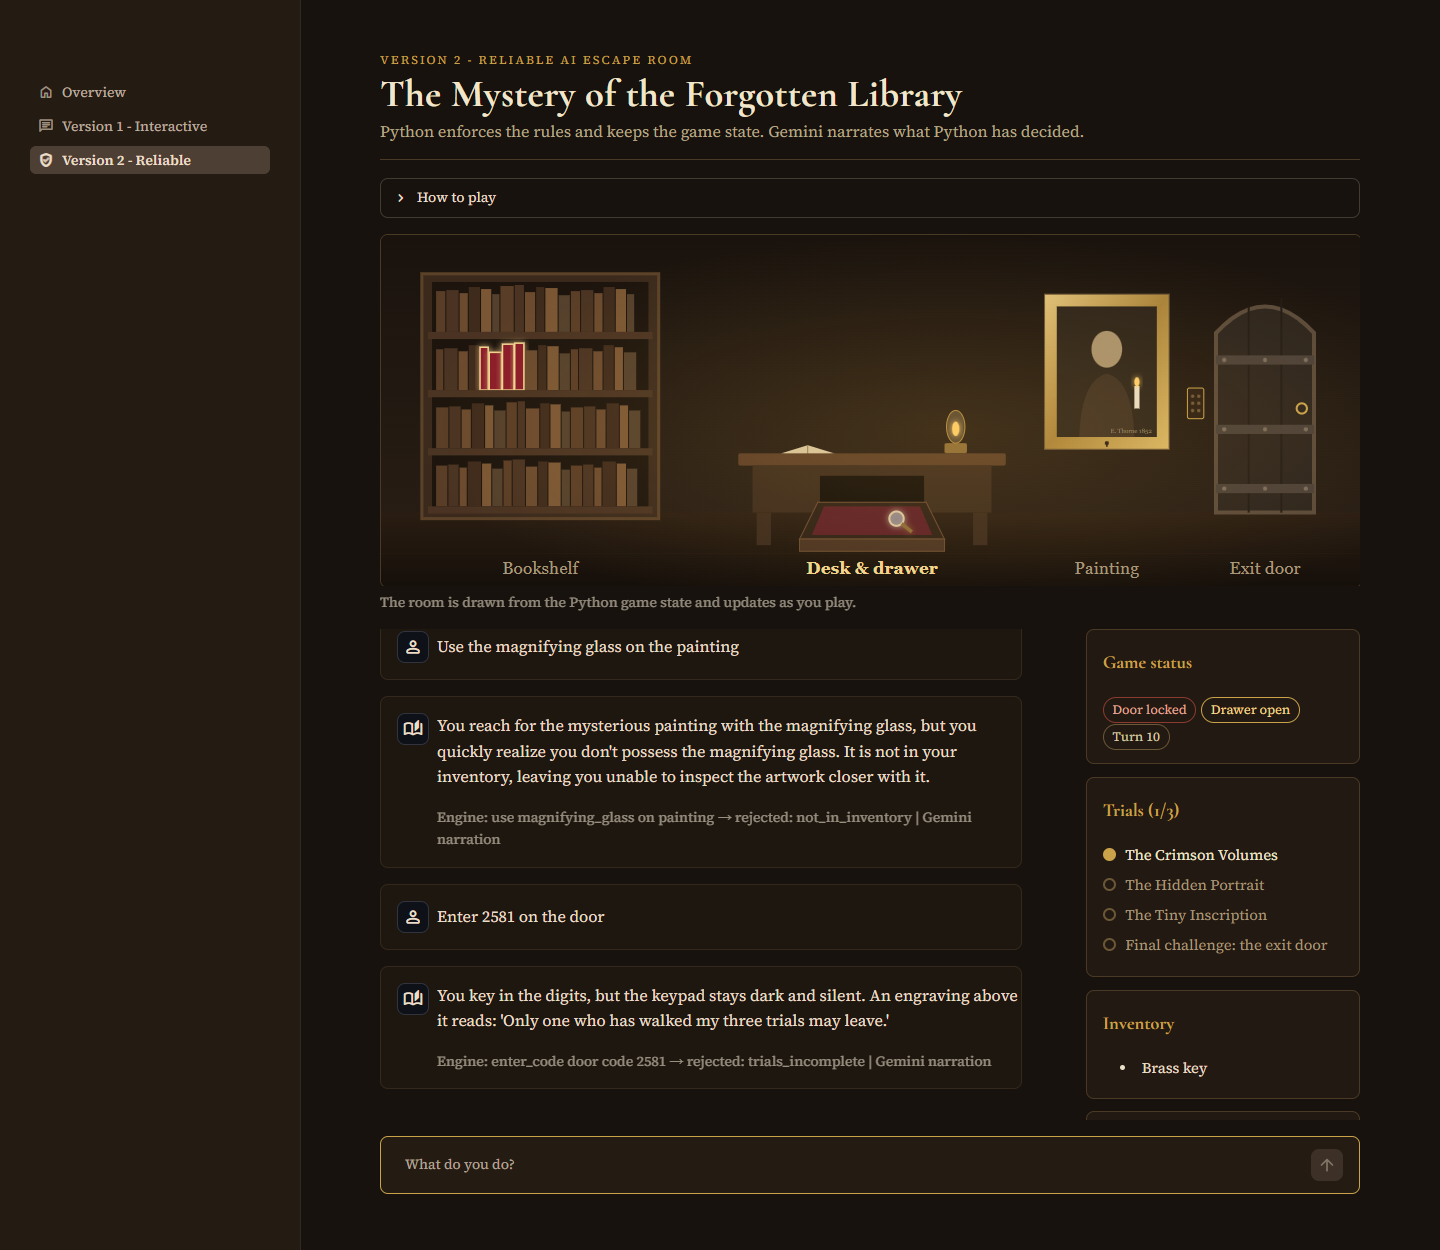 Overview
Version 1 - Interactive
Version 2 - Reliable
VERSION 2 - RELIABLE AI ESCAPE ROOM
The Mystery of the Forgotten Library
Python enforces the rules and keeps the game state. Gemini narrates what Python has decided.
How to play
E. Thorne 1852
Bookshelf
Desk & drawer
Painting
Exit door
The room is drawn from the Python game state and updates as you play.
Use the magnifying glass on the painting
You reach for the mysterious painting with the magnifying glass, but you
quickly realize you don't possess the magnifying glass. It is not in your
inventory, leaving you unable to inspect the artwork closer with it.
Engine: use magnifying_glass on painting → rejected: not_in_inventory | Gemini
narration
Enter 2581 on the door
You key in the digits, but the keypad stays dark and silent. An engraving above
it reads: 'Only one who has walked my three trials may leave.'
Engine: enter_code door code 2581 → rejected: trials_incomplete | Gemini narration
Game status
Door locked
Drawer open
Turn 10
Trials (1/3)
The Crimson Volumes
The Hidden Portrait
The Tiny Inscription
Final challenge: the exit door
Inventory
• Brass key
What do you do?